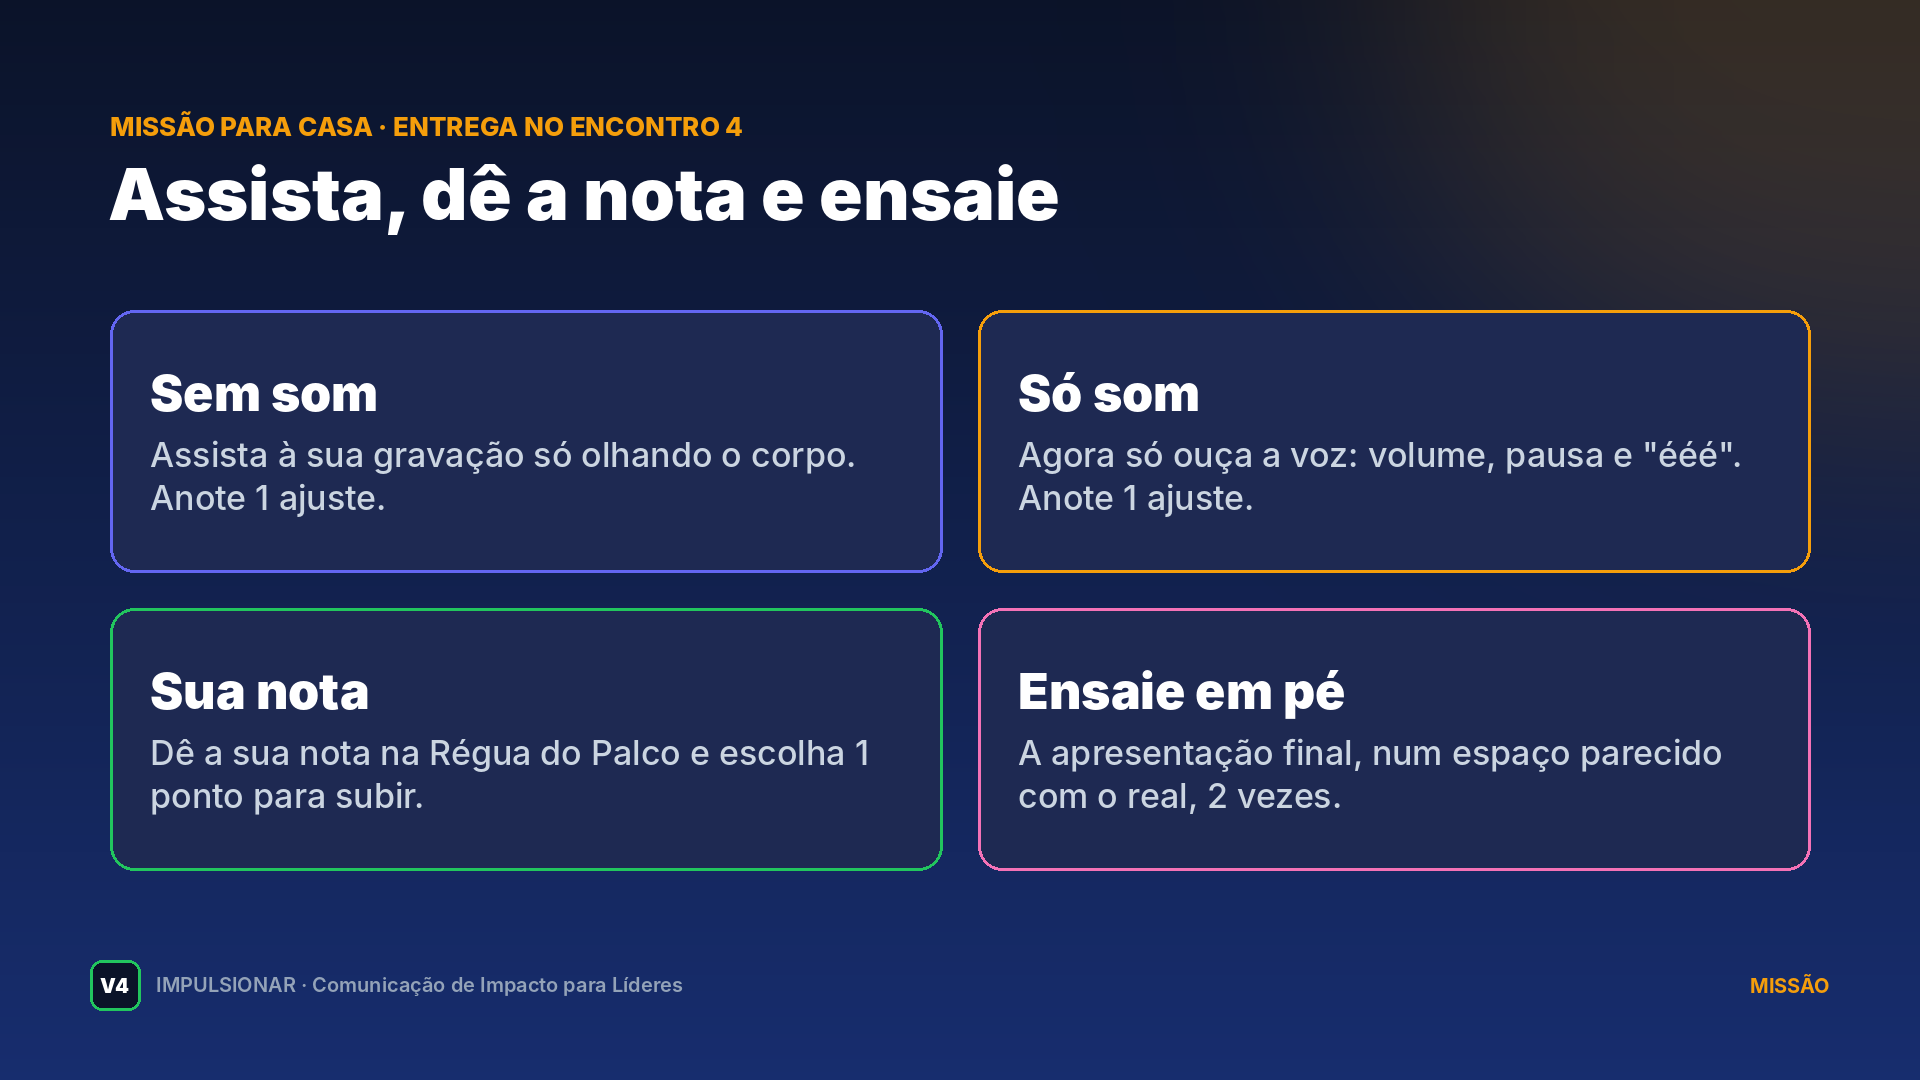 MISSÃO PARA CASA · ENTREGA NO ENCONTRO 4
Assista, dê a nota e ensaie
Sem som
Assista à sua gravação só olhando o corpo.
Anote 1 ajuste.
Só som
Agora só ouça a voz: volume, pausa e "ééé".
Anote 1 ajuste.
Sua nota
Dê a sua nota na Régua do Palco e escolha 1
ponto para subir.
Ensaie em pé
A apresentação final, num espaço parecido
com o real, 2 vezes.
V4
IMPULSIONAR · Comunicação de Impacto para Líderes
MISSÃO